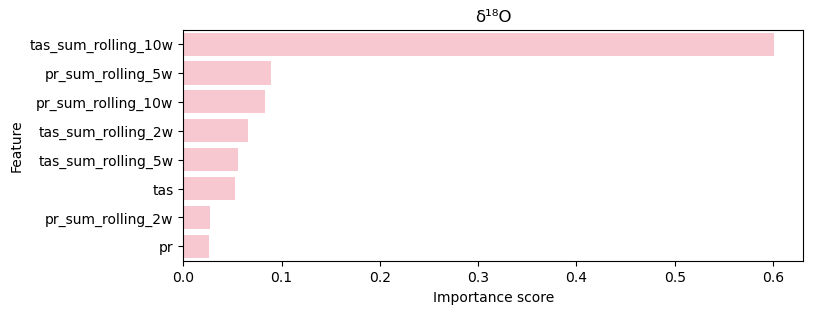 δ¹⁸O
Feature
tas_sum_rolling_10w
pr_sum_rolling_5w
pr_sum_rolling_10w
tas_sum_rolling_2w
tas_sum_rolling_5w
tas
pr_sum_rolling_2w
pr
0.0 0.1 0.2 0.3 0.4 0.5 0.6
Importance score